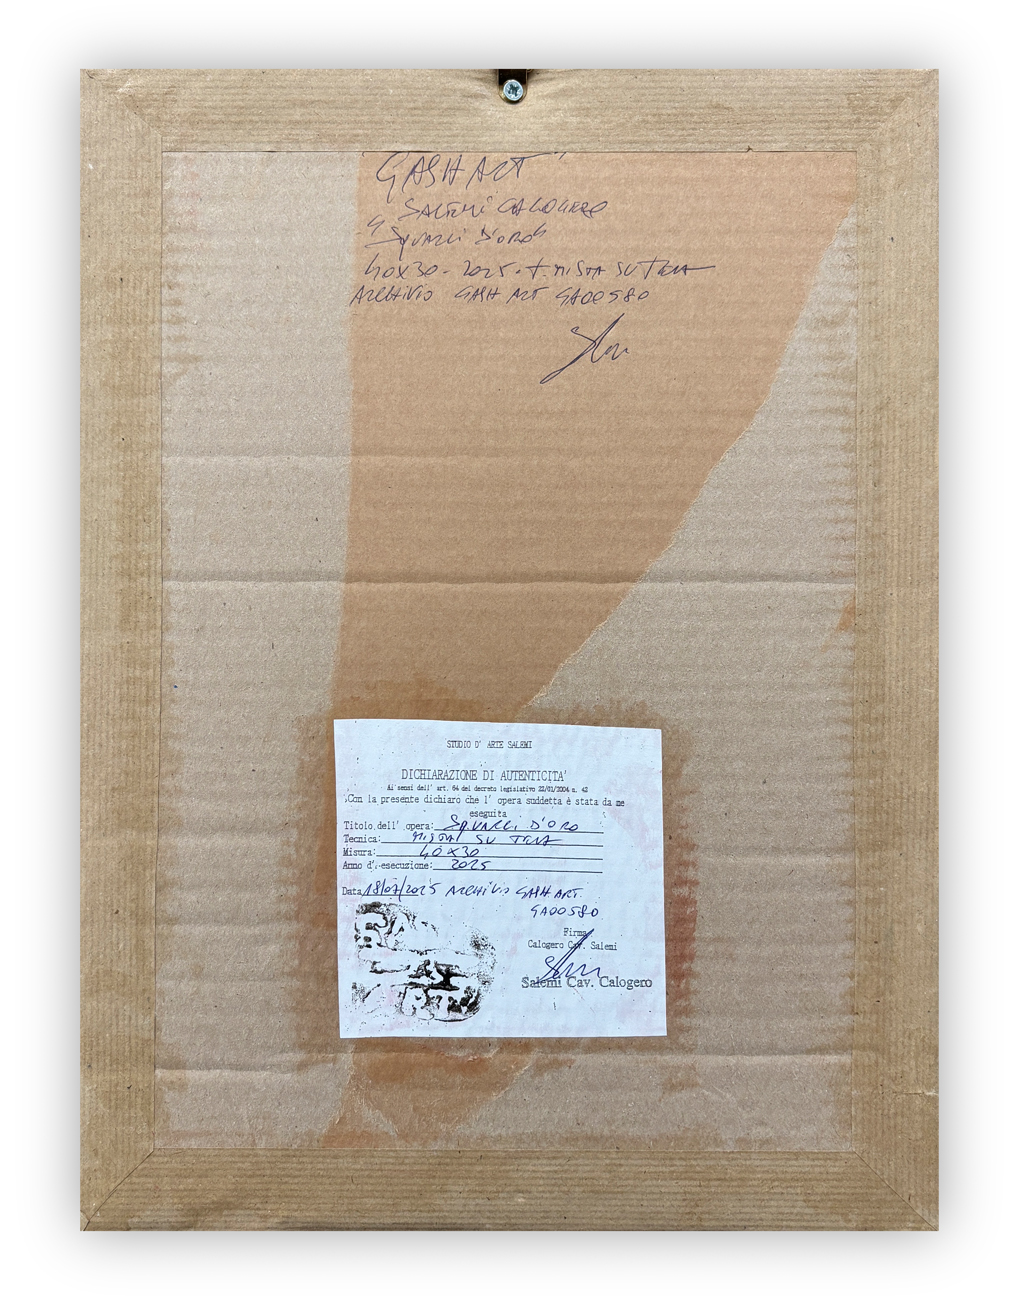 "GASH ART"
SALEMI CALOGERO
"SQUARCI D'ORO"
40X30 - 2025 - T. MISTA SU TELA
ARCHIVIO GASH ART GA00580
STUDIO D' ARTE SALEMI
DICHIARAZIONE DI AUTENTICITA'
Ai sensi dell' art. 64 del decreto legislativo 22/01/2004 n. 42
Con la presente dichiaro che l' opera suddetta è stata da me
eseguita
Titolo dell' opera: SQUARCI D'ORO
Tecnica: MISTA SU TELA
Misura: 40X30
Anno d' esecuzione: 2025
Data 18/07/2025 ARCHIVIO GASH ART
GA00580
Firma
Calogero Cav. Salemi
Salemi Cav. Calogero